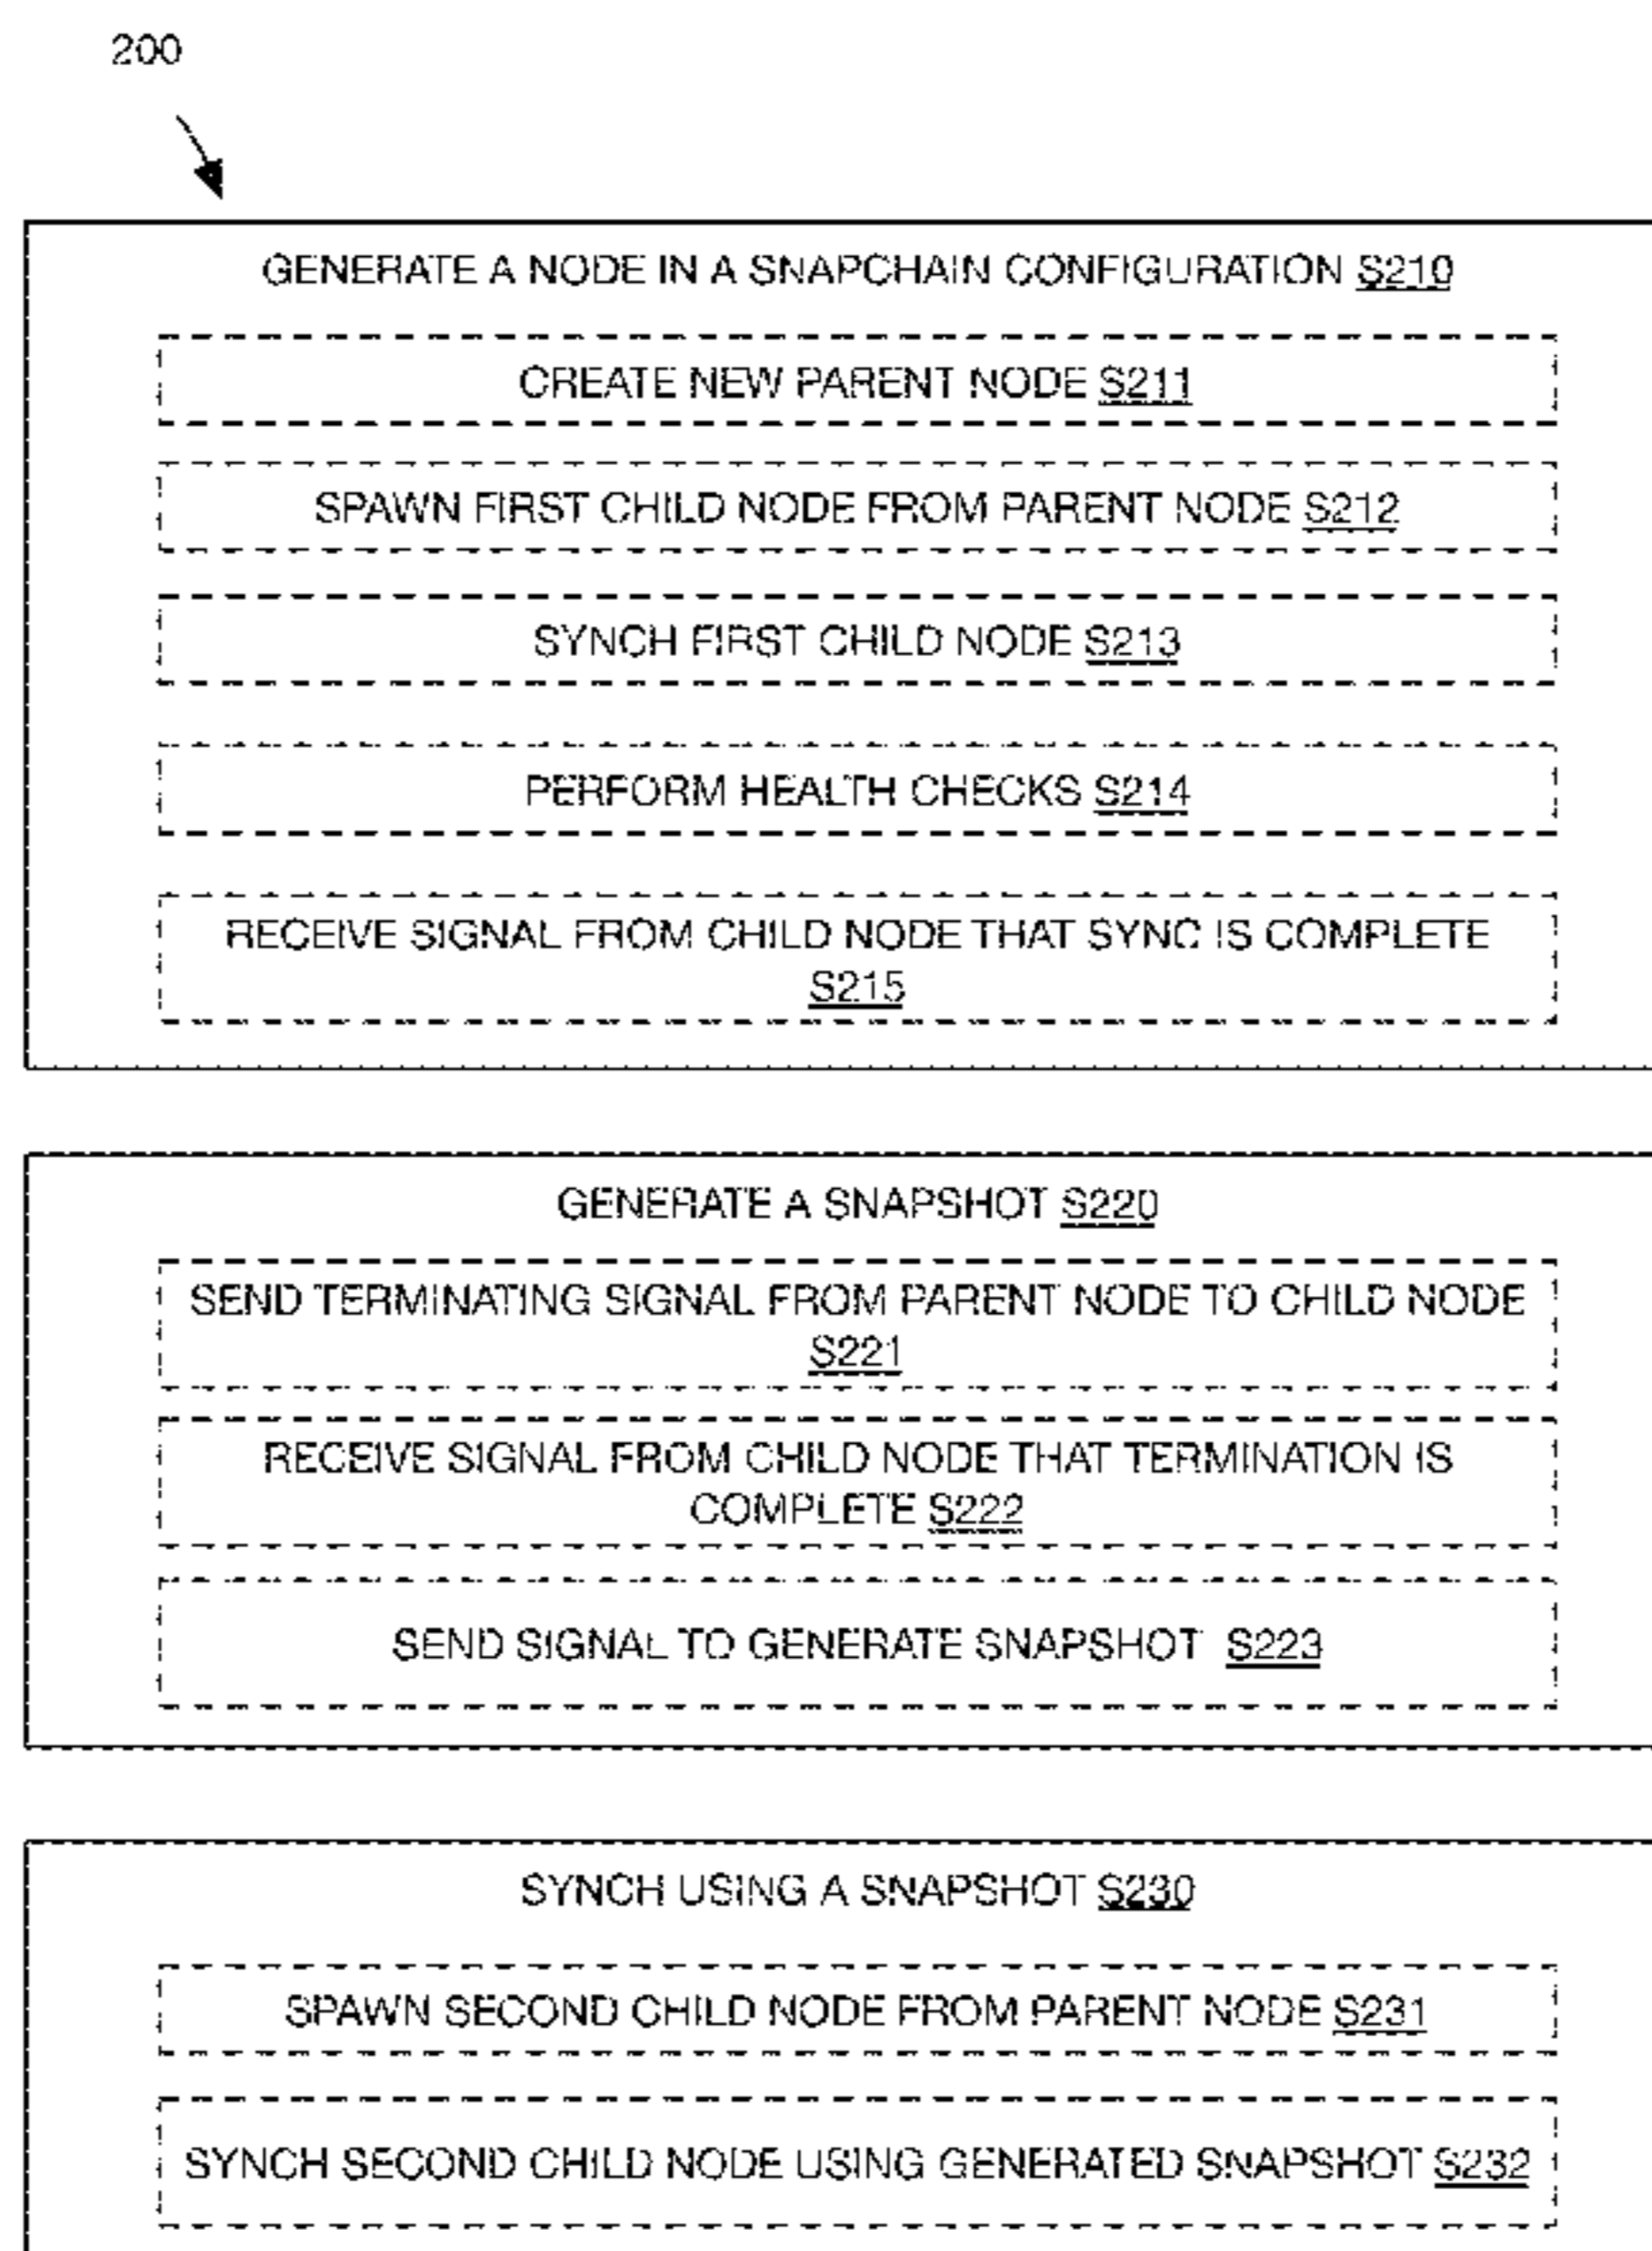 200
GENERATE A NODE IN A SNAPCHAIN CONFIGURATION S210
CREATE NEW PARENT NODE S211
SPAWN FIRST CHILD NODE FROM PARENT NODE S212
SYNCH FIRST CHILD NODE S213
PERFORM HEALTH CHECKS S214
RECEIVE SIGNAL FROM CHILD NODE THAT SYNC IS COMPLETE
S215
GENERATE A SNAPSHOT S220
SEND TERMINATING SIGNAL FROM PARENT NODE TO CHILD NODE
S221
RECEIVE SIGNAL FROM CHILD NODE THAT TERMINATION IS
COMPLETE S222
SEND SIGNAL TO GENERATE SNAPSHOT S223
SYNCH USING A SNAPSHOT S230
SPAWN SECOND CHILD NODE FROM PARENT NODE S231
SYNCH SECOND CHILD NODE USING GENERATED SNAPSHOT S232